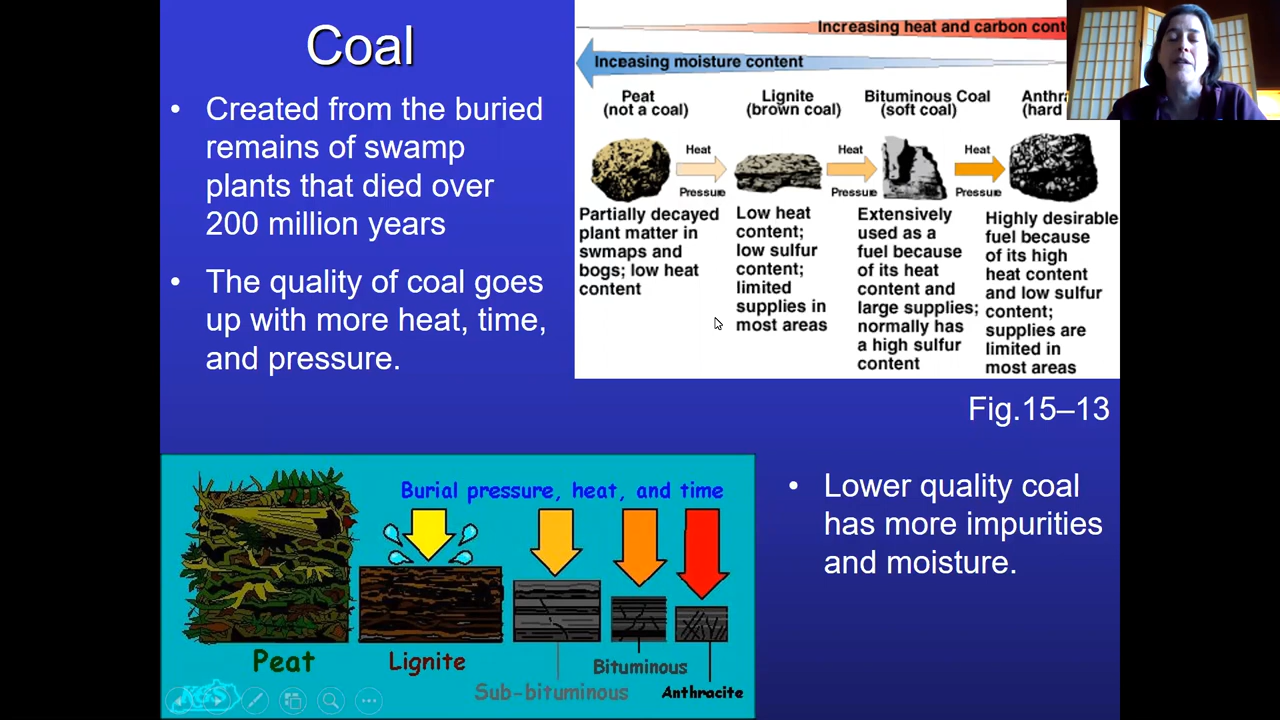 Coal
• Created from the buried
remains of swamp
plants that died over
200 million years
• The quality of coal goes
up with more heat, time,
and pressure.
Increasing heat and carbon
Increasing moisture content
Peat
(not a coal)
Lignite
(brown coal)
Bituminous Coal
(soft coal)
(hard
Heat
Pressure
Heat
Pressure
Heat
Pressure
Partially decayed
plant matter in
swmaps and
bogs; low heat
content
Low heat
content;
low sulfur
content;
limited
supplies in
most areas
Extensively
used as a
fuel because
of its heat
content and
large supplies;
normally has
a high sulfur
content
Highly desirable
fuel because
of its high
heat content
and low sulfur
content;
supplies are
limited in
most areas
Fig.15–13
Burial pressure, heat, and time
Peat
Lignite
Sub-bituminous
Bituminous
Anthracite
KGS
• Lower quality coal
has more impurities
and moisture.